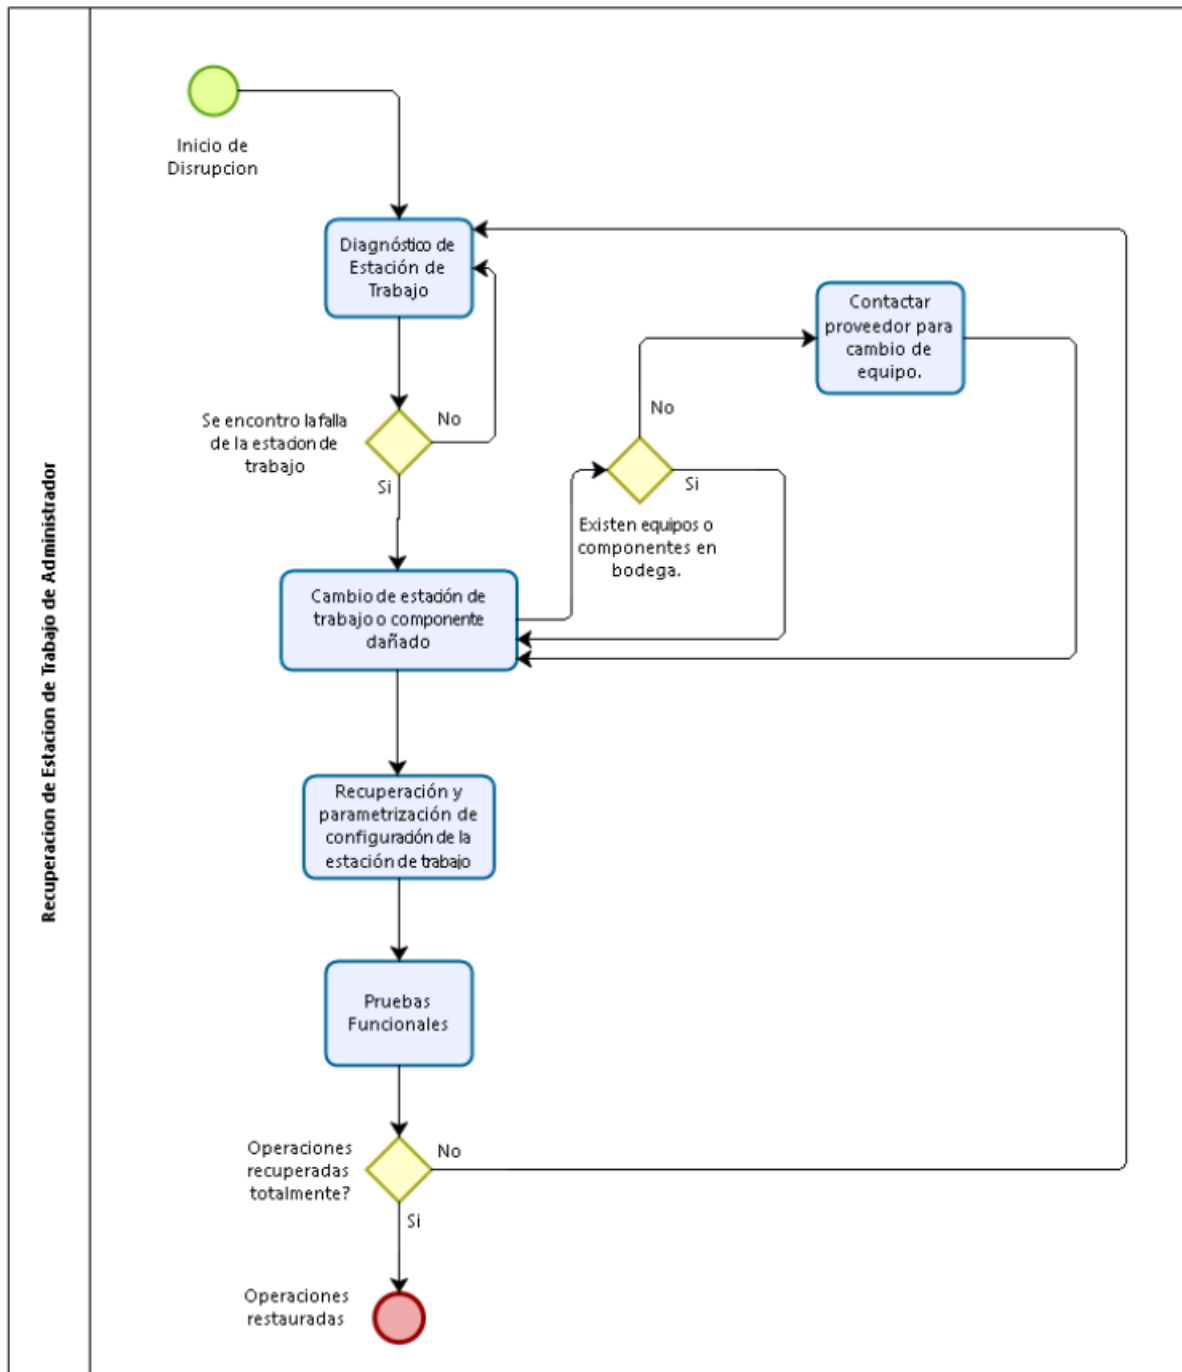 Recuperacion de Estacion de Trabajo de Administrador
Inicio de
Disrupcion
Diagnóstico de
Estación de
Trabajo
Se encontro la falla
de la estacion de
trabajo
No
Si
Contactar
proveedor para
cambio de
equipo.
No
Si
Existen equipos o
componentes en
bodega.
Cambio de estación de
trabajo o componente
dañado
Recuperación y
parametrización de
configuración de la
estación de trabajo
Pruebas
Funcionales
Operaciones
recuperadas
totalmente?
No
Si
Operaciones
restauradas